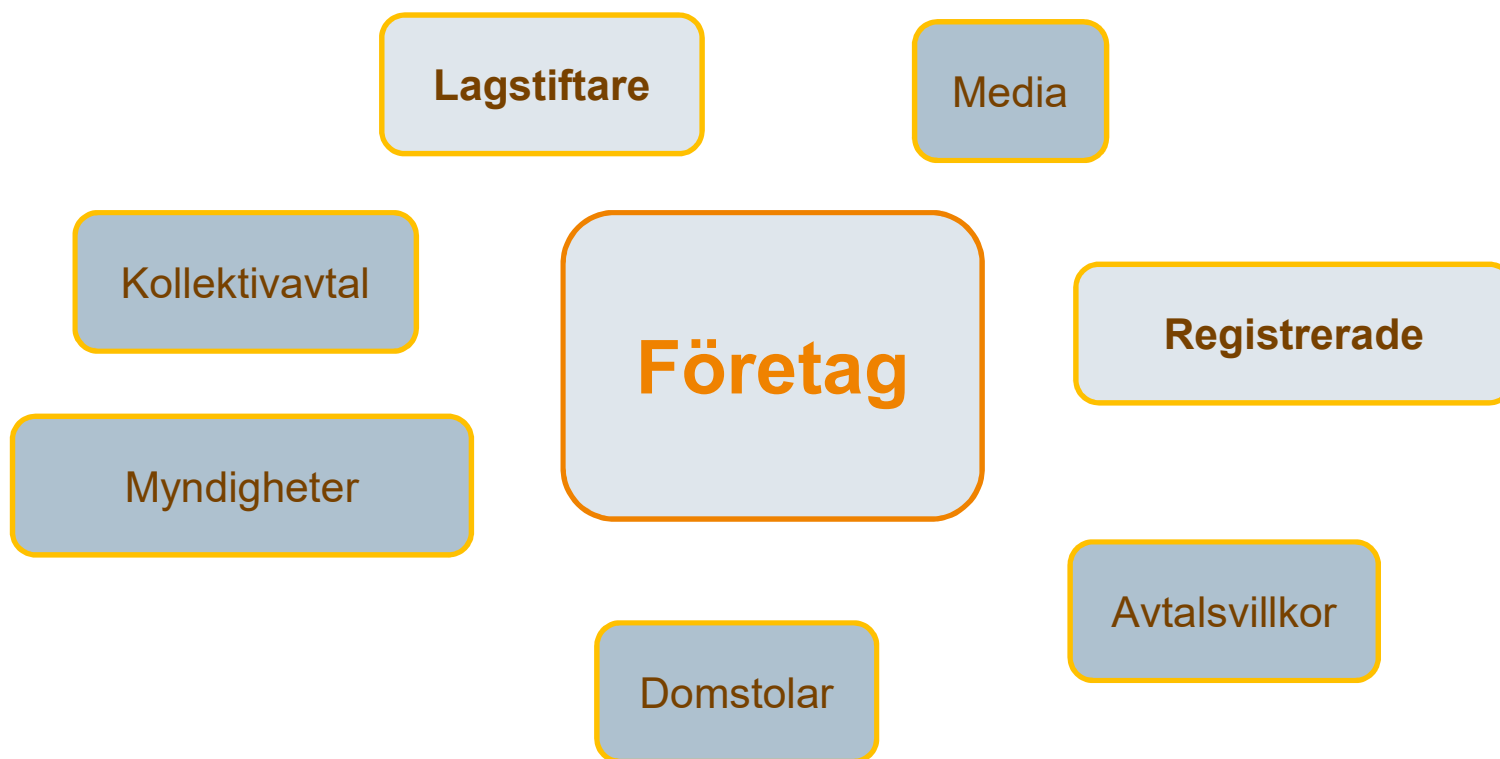 Lagstiftare
Media
Kollektivavtal
Företag
Registrerade
Myndigheter
Avtalsvillkor
Domstolar